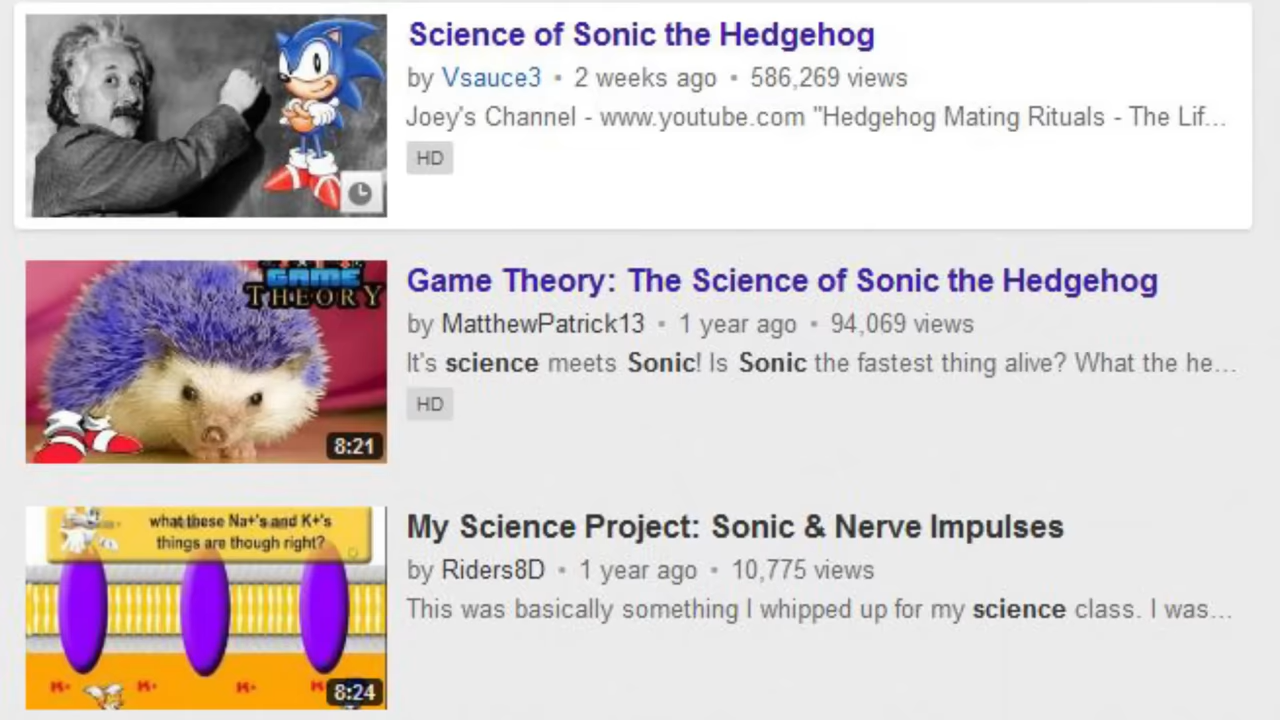 Science of Sonic the Hedgehog
by Vsauce3 • 2 weeks ago • 586,269 views
Joey's Channel - www.youtube.com "Hedgehog Mating Rituals - The Lif...
HD
GAME
THEORY
8:21
Game Theory: The Science of Sonic the Hedgehog
by MatthewPatrick13 • 1 year ago • 94,069 views
It's science meets Sonic! Is Sonic the fastest thing alive? What the he...
HD
what these Na+'s and K+'s
things are though right?
K+ K+ K+
8:24
My Science Project: Sonic & Nerve Impulses
by Riders8D • 1 year ago • 10,775 views
This was basically something I whipped up for my science class. I was...